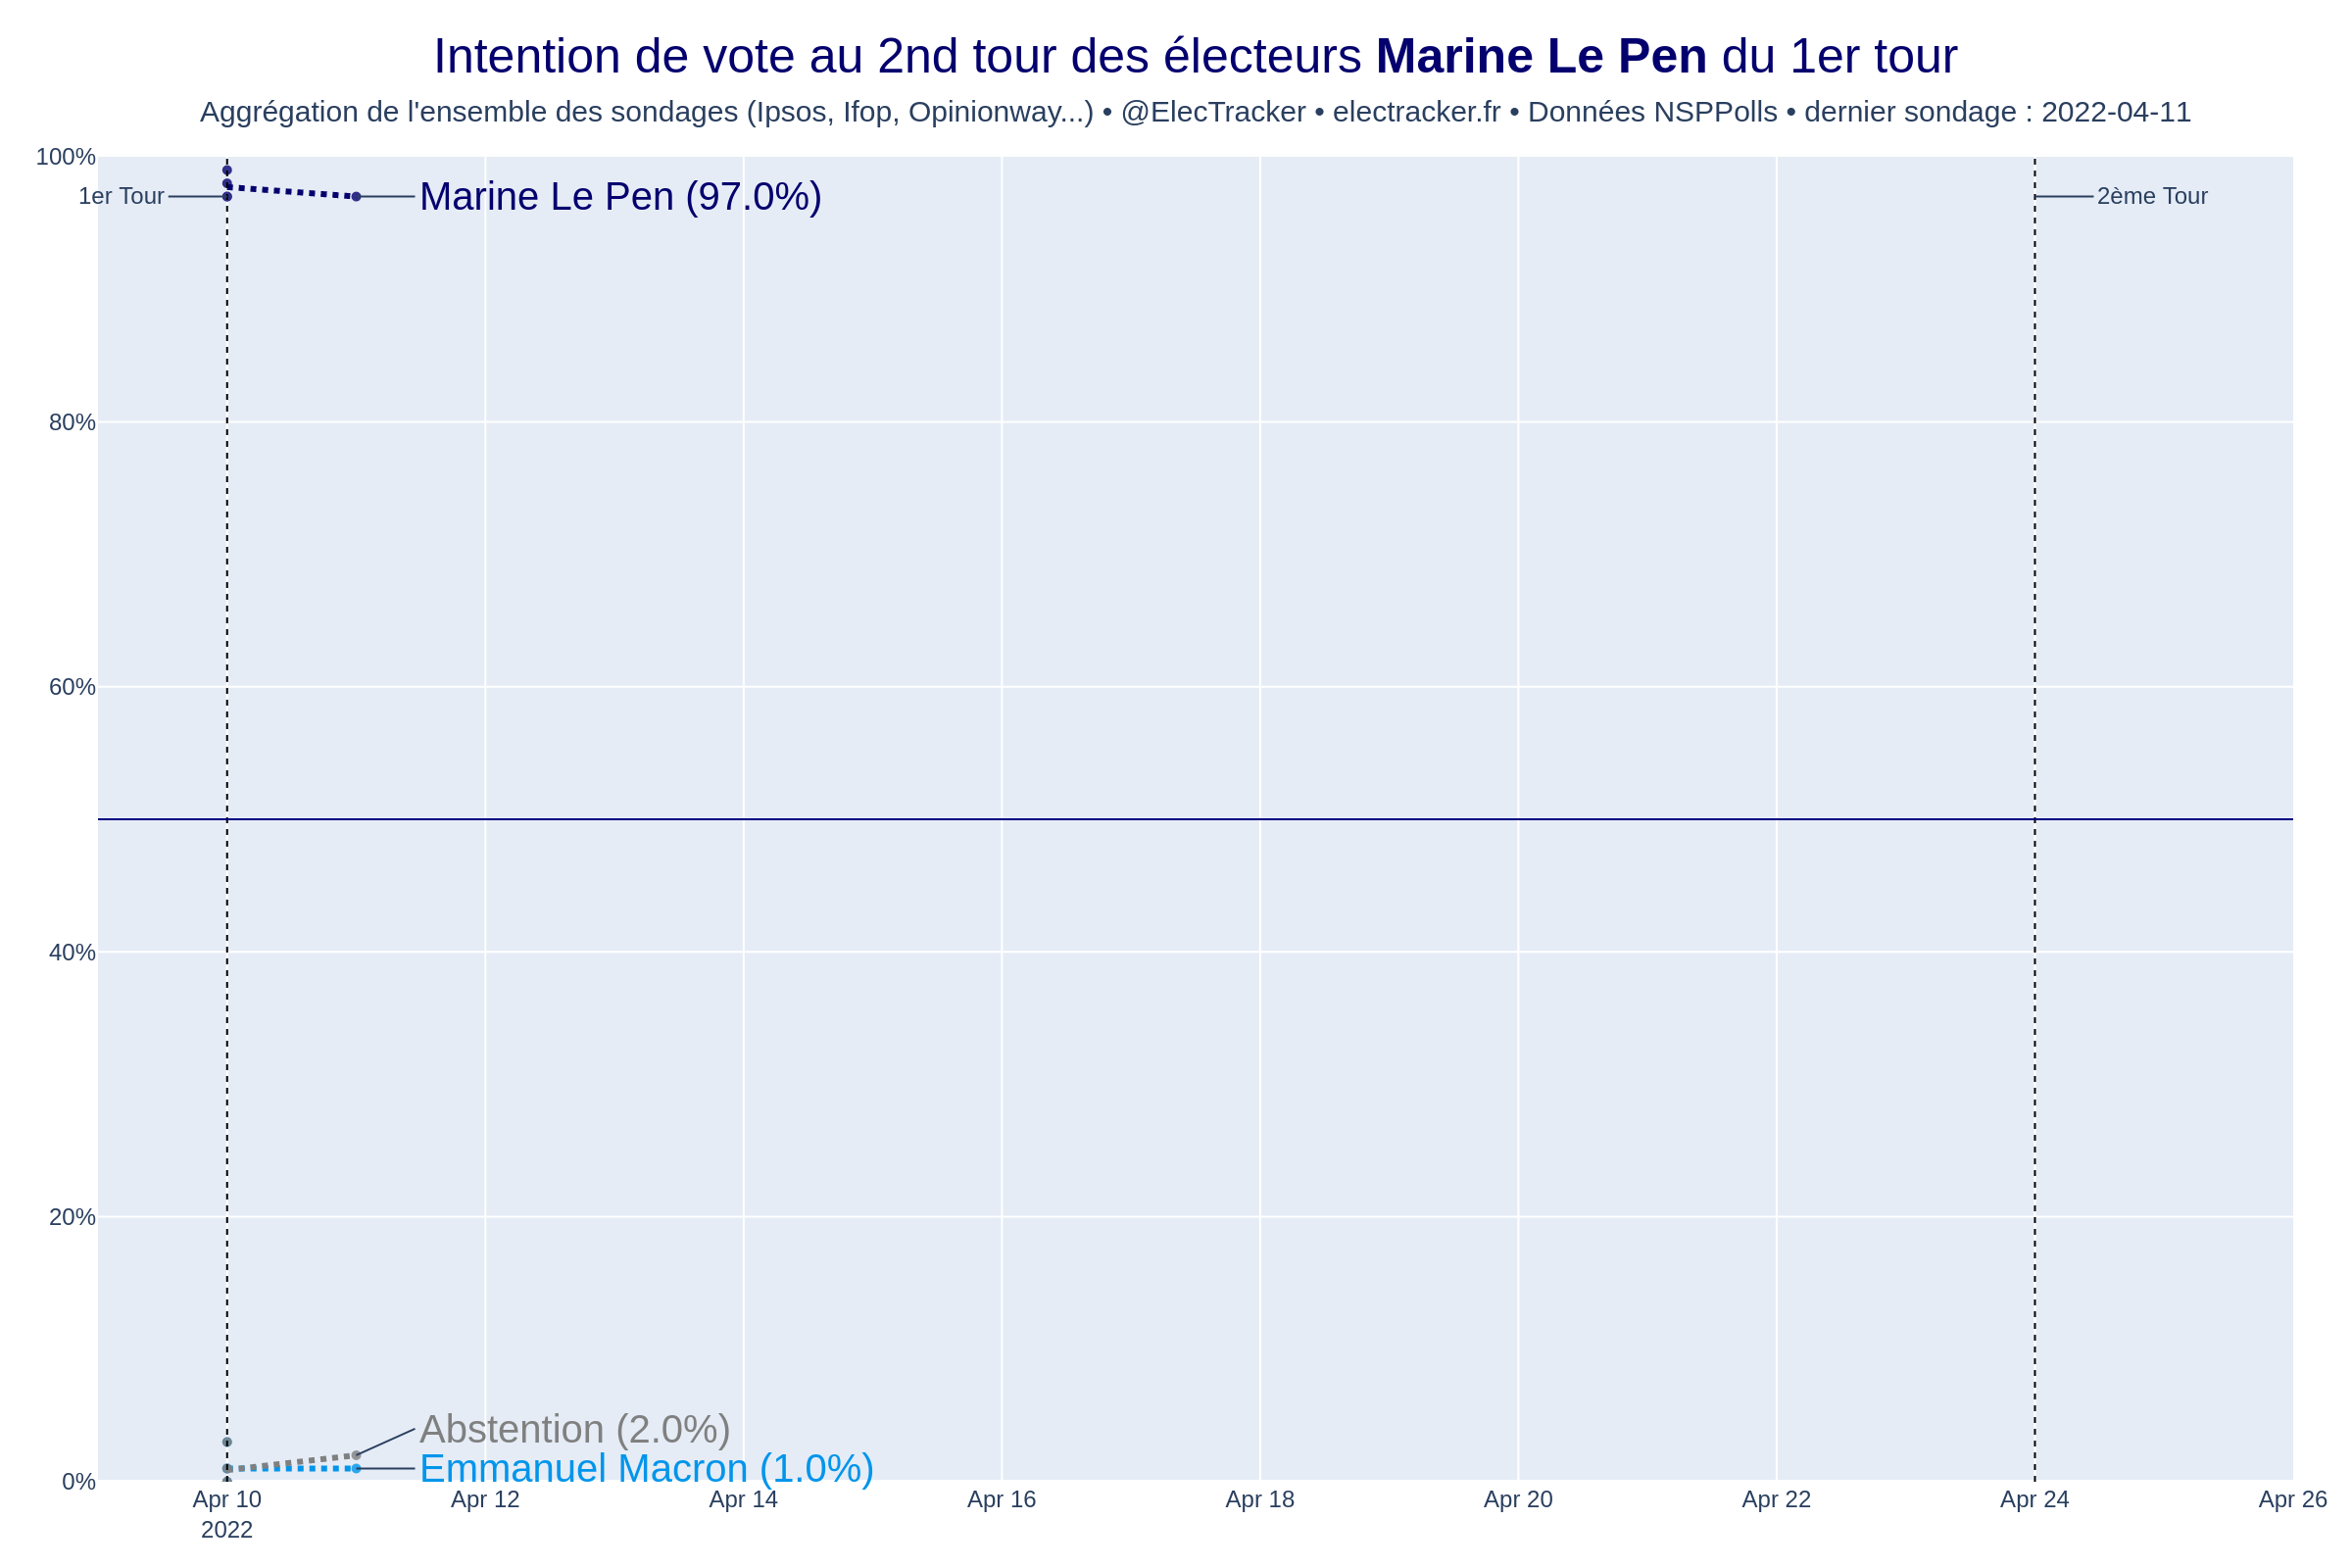 Intention de vote au 2nd tour des électeurs Marine Le Pen du 1er tour
Aggrégation de l'ensemble des sondages (Ipsos, Ifop, Opinionway...) • @ElecTracker • electracker.fr • Données NSPPolls • dernier sondage : 2022-04-11
100%
1er Tour
Marine Le Pen (97.0%)
2ème Tour
80%
60%
40%
20%
Abstention (2.0%)
Emmanuel Macron (1.0%)
0%
Apr 10 Apr 12 Apr 14 Apr 16 Apr 18 Apr 20 Apr 22 Apr 24 Apr 26
2022